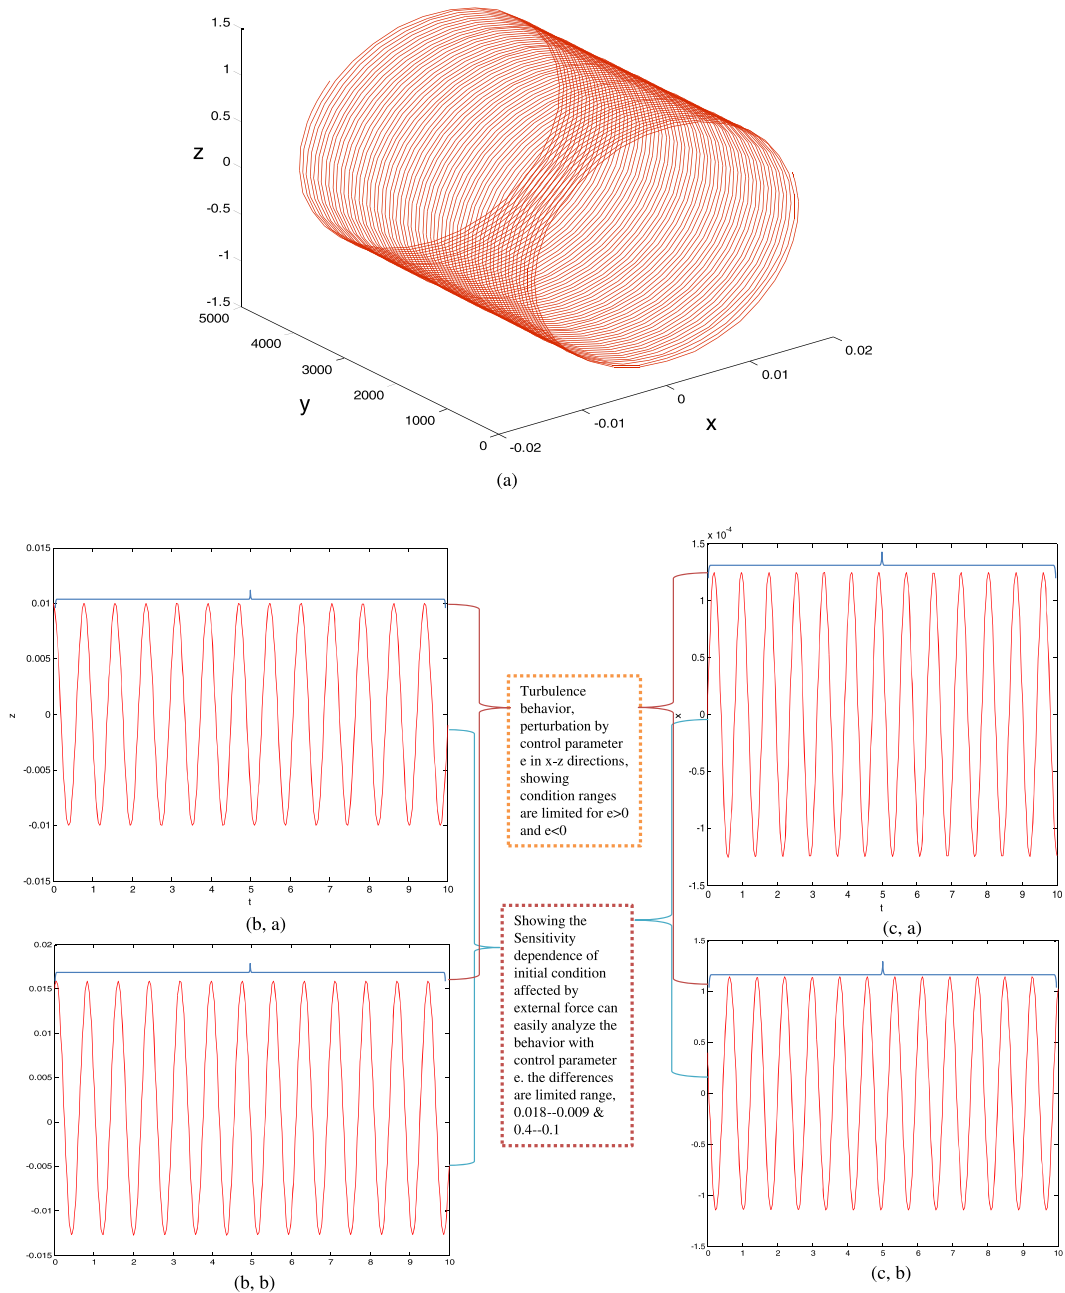 1.5
1
0.5
z
0
-0.5
-1
-1.5
5000
4000
3000
2000
1000
0
y
-0.02
-0.01
0
0.01
0.02
x
(a)
0.015
0.01
0.005
0
-0.005
-0.01
-0.015
z
0 1 2 3 4 5 6 7 8 9 10
t
(b, a)
x 10⁻⁴
1.5
1
0.5
0
-0.5
-1
-1.5
x
0 1 2 3 4 5 6 7 8 9 10
t
(c, a)
Turbulence
behavior,
perturbation by
control parameter
e in x-z directions,
showing
condition ranges
are limited for e>0
and e<0
Showing the
Sensitivity
dependence of
initial condition
affected by
external force can
easily analyze the
behavior with
control parameter
e. the differences
are limited range,
0.018--0.009 &
0.4--0.1
0.02
0.015
0.01
0.005
0
-0.005
-0.01
-0.015
0 1 2 3 4 5 6 7 8 9 10
(b, b)
1.5
1
0.5
0
-0.5
-1
-1.5
0 1 2 3 4 5 6 7 8 9 10
(c, b)